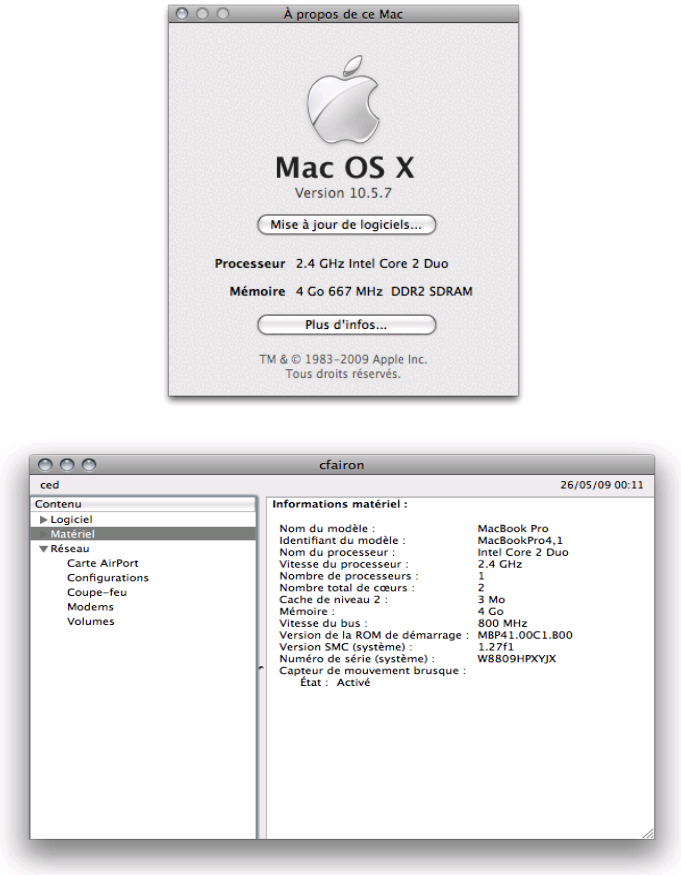 À propos de ce Mac
Mac OS X
Version 10.5.7
Mise à jour de logiciels...
Processeur 2.4 GHz Intel Core 2 Duo
Mémoire 4 Go 667 MHz DDR2 SDRAM
Plus d'infos...
TM & © 1983-2009 Apple Inc.
Tous droits réservés.
cfairon
ced 26/05/09 00:11
Contenu
Logiciel
Matériel
Réseau
Carte AirPort
Configurations
Coupe-feu
Modems
Volumes
Informations matériel :
Nom du modèle : MacBook Pro
Identifiant du modèle : MacBookPro4,1
Nom du processeur : Intel Core 2 Duo
Vitesse du processeur : 2.4 GHz
Nombre de processeurs : 1
Nombre total de cœurs : 2
Cache de niveau 2 : 3 Mo
Mémoire : 4 Go
Vitesse du bus : 800 MHz
Version de la ROM de démarrage : MBP41.00C1.B00
Version SMC (système) : 1.27f1
Numéro de série (système) : W8809HPXYJX
Capteur de mouvement brusque :
État : Activé